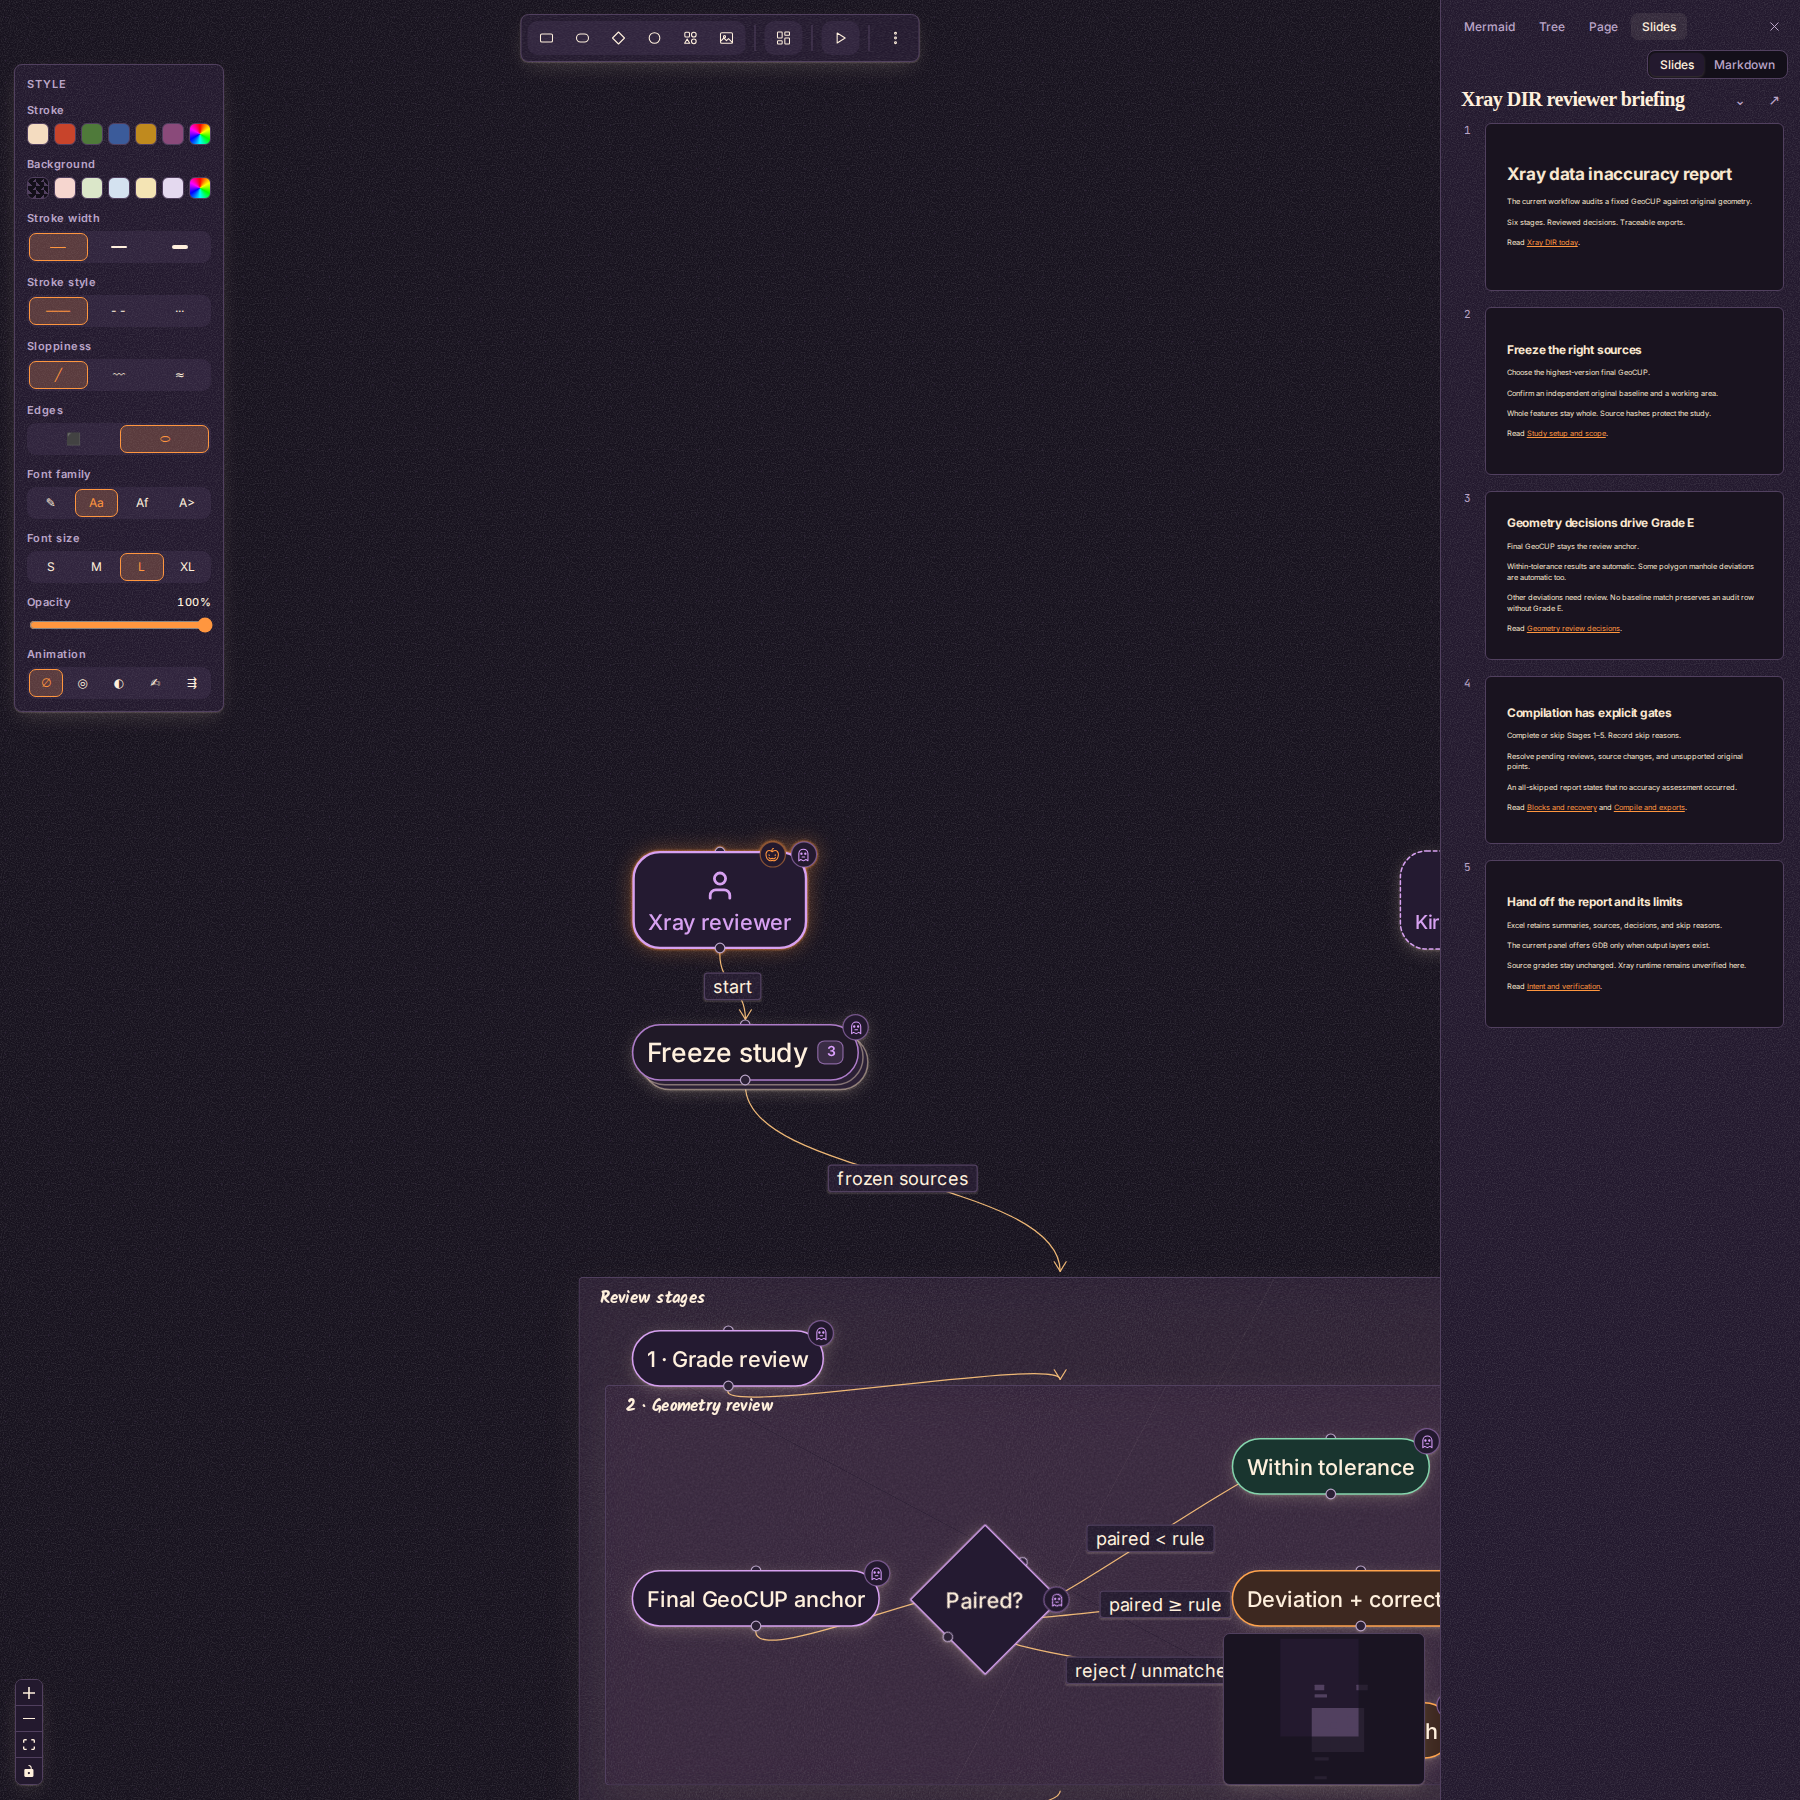 Mermaid Tree Page Slides
Slides Markdown
Xray DIR reviewer briefing
STYLE
Stroke
Background
Stroke width
Stroke style
Sloppiness
Edges
Font family
Aa Af A>
Font size
S M L XL
Opacity 100%
Animation
Xray reviewer
Kir
start
Freeze study 3
frozen sources
Review stages
1 · Grade review
2 · Geometry review
Within tolerance
paired < rule
Final GeoCUP anchor
Paired?
paired ≥ rule
Deviation + correct
reject / unmatche
h
1
Xray data inaccuracy report
The current workflow audits a fixed GeoCUP against original geometry.
Six stages. Reviewed decisions. Traceable exports.
Read Xray DIR today.
2
Freeze the right sources
Choose the highest-version final GeoCUP.
Confirm an independent original baseline and a working area.
Whole features stay whole. Source hashes protect the study.
Read Study setup and scope.
3
Geometry decisions drive Grade E
Final GeoCUP stays the review anchor.
Within-tolerance results are automatic. Some polygon manhole deviations
are automatic too.
Other deviations need review. No baseline match preserves an audit row
without Grade E.
Read Geometry review decisions.
4
Compilation has explicit gates
Complete or skip Stages 1–5. Record skip reasons.
Resolve pending reviews, source changes, and unsupported original
points.
An all-skipped report states that no accuracy assessment occurred.
Read Blocks and recovery and Compile and exports.
5
Hand off the report and its limits
Excel retains summaries, sources, decisions, and skip reasons.
The current panel offers GDB only when output layers exist.
Source grades stay unchanged. Xray runtime remains unverified here.
Read Intent and verification.